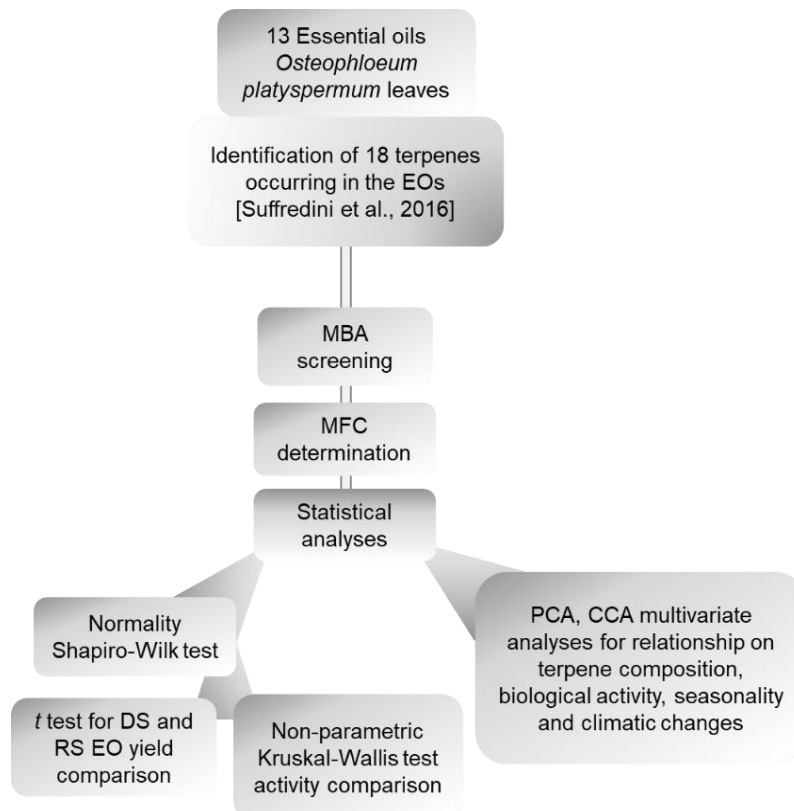 13 Essential oils
Osteophloeum
platyspermum leaves
Identification of 18 terpenes
occurring in the EOs
[Suffredini et al., 2016]
MBA
screening
MFC
determination
Statistical
analyses
Normality
Shapiro-Wilk test
t test for DS and
RS EO yield
comparison
Non-parametric
Kruskal-Wallis test
activity comparison
PCA, CCA multivariate
analyses for relationship on
terpene composition,
biological activity, seasonality
and climatic changes